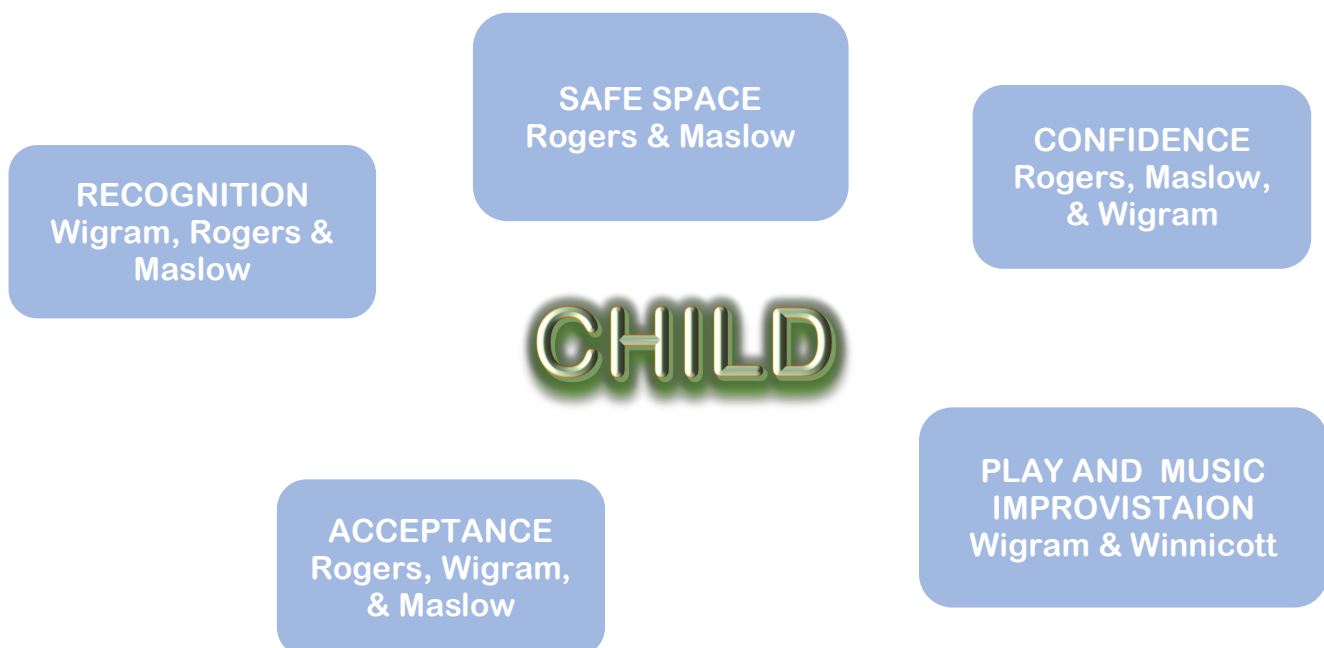 SAFE SPACE
Rogers & Maslow
CONFIDENCE
Rogers, Maslow,
& Wigram
RECOGNITION
Wigram, Rogers &
Maslow
CHILD
PLAY AND MUSIC
IMPROVISTAION
Wigram & Winnicott
ACCEPTANCE
Rogers, Wigram,
& Maslow